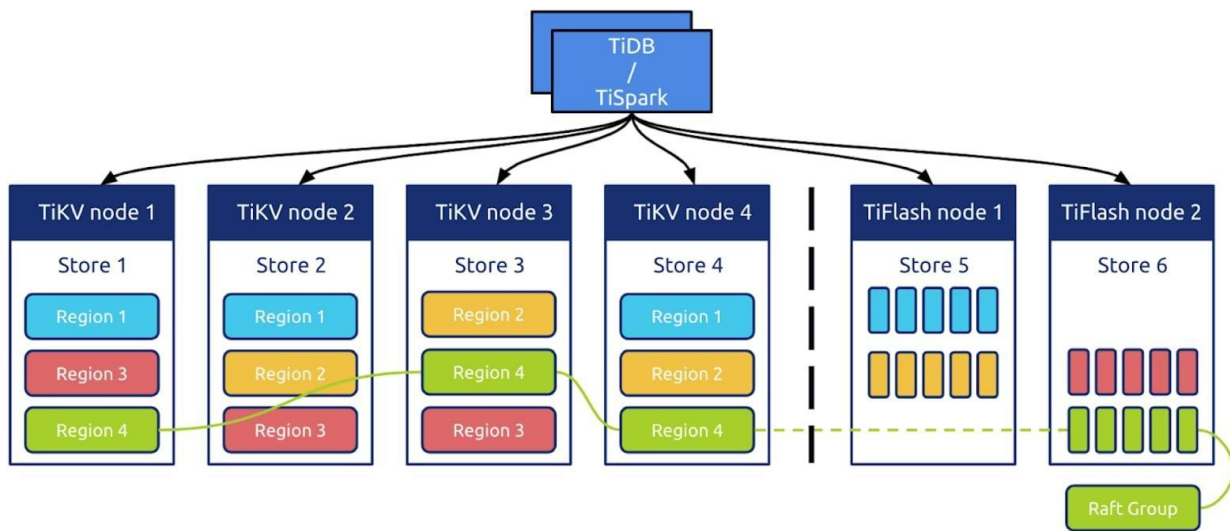 TiDB
/
TiSpark
TiKV node 1
TiKV node 2
TiKV node 3
TiKV node 4
TiFlash node 1
TiFlash node 2
Store 1
Store 2
Store 3
Store 4
Store 5
Store 6
Region 1
Region 1
Region 2
Region 1
Region 3
Region 2
Region 4
Region 2
Region 4
Region 3
Region 3
Region 4
Raft Group